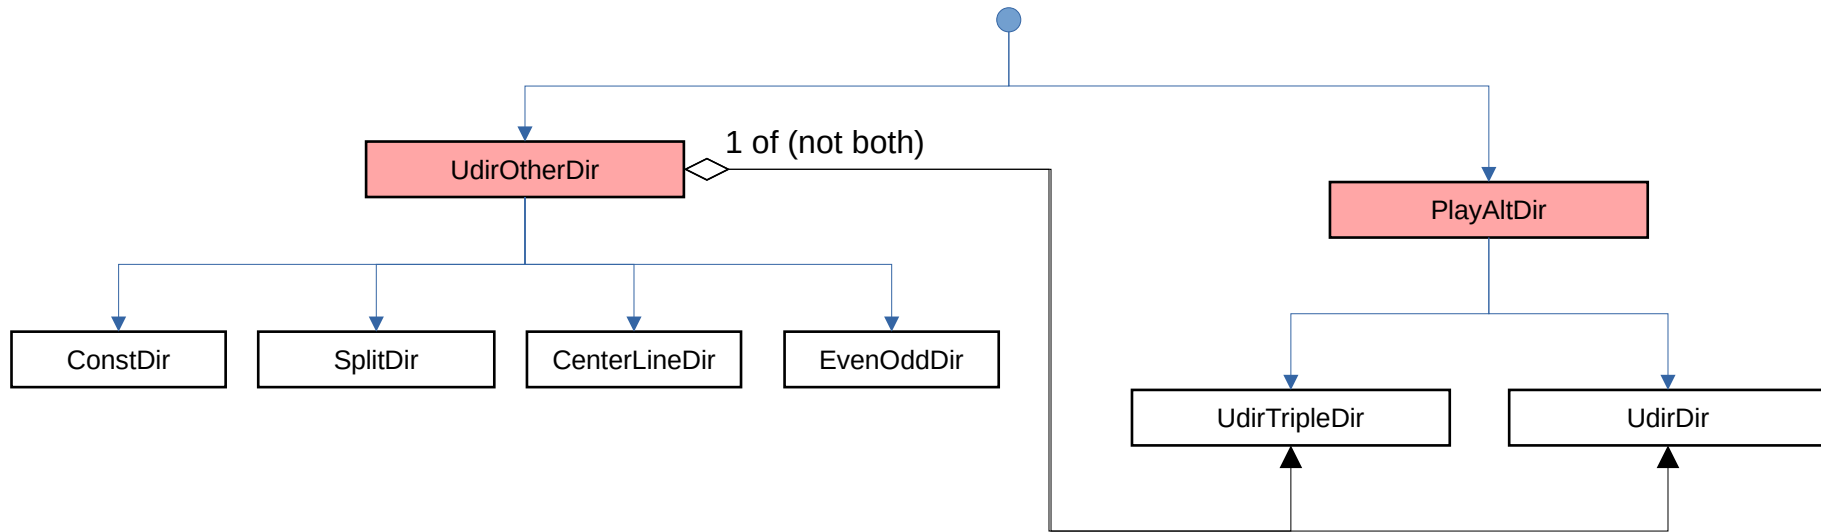 1 of (not both)
UdirOtherDir
PlayAltDir
ConstDir
SplitDir
CenterLineDir
EvenOddDir
UdirTripleDir
UdirDir